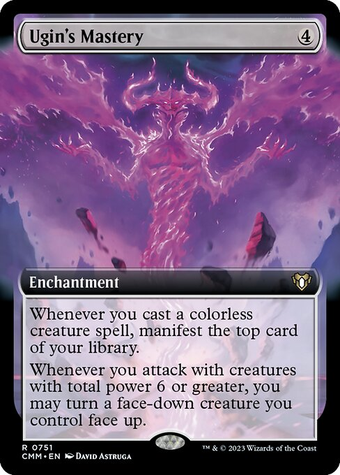 Ugin's Mastery 4
Enchantment
Whenever you cast a colorless
creature spell, manifest the top card
of your library.
Whenever you attack with creatures
with total power 6 or greater, you
may turn a face-down creature you
control face up.
R 0751
CMM • EN David Astruga
™ & © 2023 Wizards of the Coast